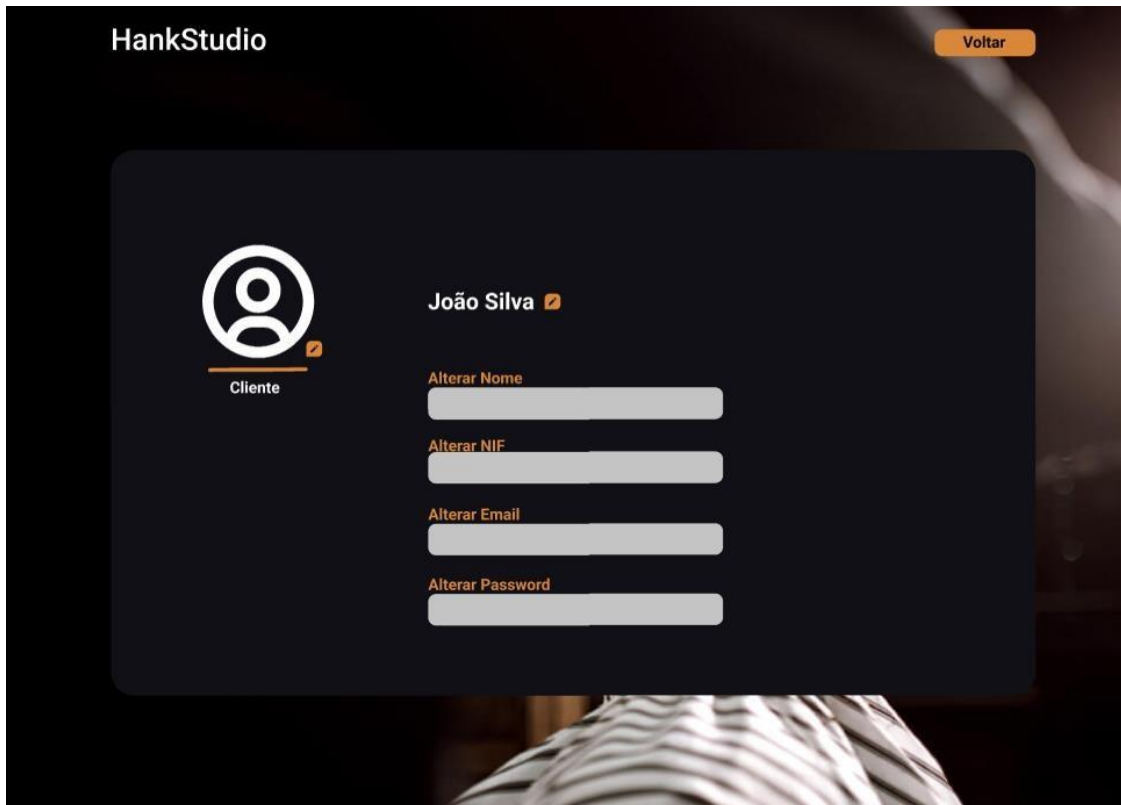 HankStudio
Voltar
João Silva
Cliente
Alterar Nome
Alterar NIF
Alterar Email
Alterar Password